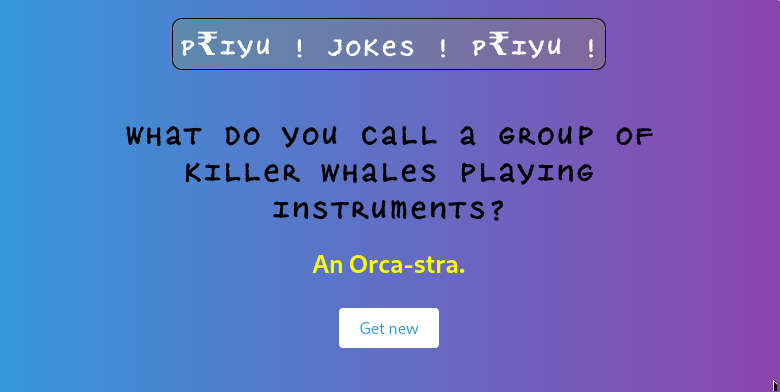 P₹iyu ! Jokes ! P₹iyu !
What do you call a group of
killer whales playing
instruments?
An Orca-stra.
Get new